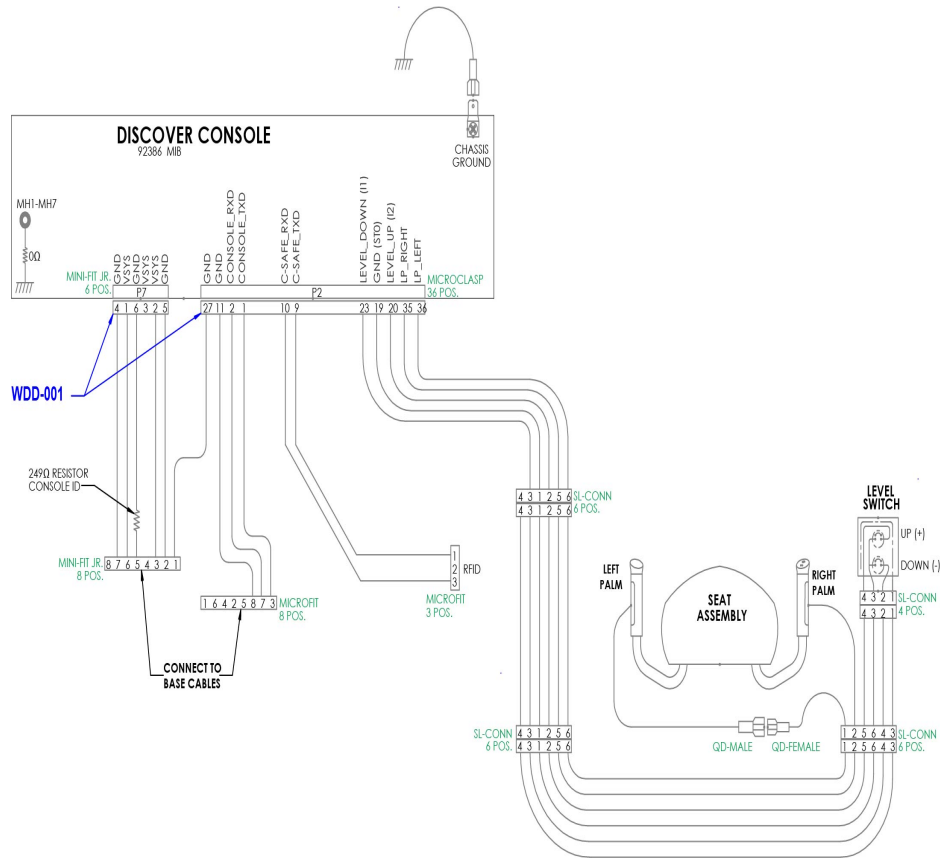 DISCOVER CONSOLE
92386 MIB
CHASSIS
GROUND
MH1-MH7
0Ω
GND
VSYS
GND
VSYS
VSYS
GND
GND
GND
CONSOLE_RXD
CONSOLE_TXD
C-SAFE_RXD
C-SAFE_TXD
LEVEL_DOWN (I1)
GND (ST0)
LEVEL_UP (I2)
LP_RIGHT
LP_LEFT
MINI-FIT JR.
6 POS.
P7
P2
MICROCLASP
36 POS.
4 1 6 3 2 5
27 11 2 1 10 9 23 19 20 35 36
WDD-001
249Ω RESISTOR
CONSOLE ID
4 3 1 2 5 6
4 3 1 2 5 6
SL-CONN
6 POS.
LEVEL
SWITCH
UP (+)
DOWN (-)
MINI-FIT JR.
8 POS.
8 7 6 5 4 3 2 1
1
2
3
RFID
MICROFIT
3 POS.
1 6 4 2 5 8 7 3
MICROFIT
8 POS.
LEFT
PALM
SEAT
ASSEMBLY
RIGHT
PALM
4 3 2 1
4 3 2 1
SL-CONN
4 POS.
CONNECT TO
BASE CABLES
SL-CONN
6 POS.
4 3 1 2 5 6
4 3 1 2 5 6
QD-MALE
QD-FEMALE
1 2 5 6 4 3
1 2 5 6 4 3
SL-CONN
6 POS.